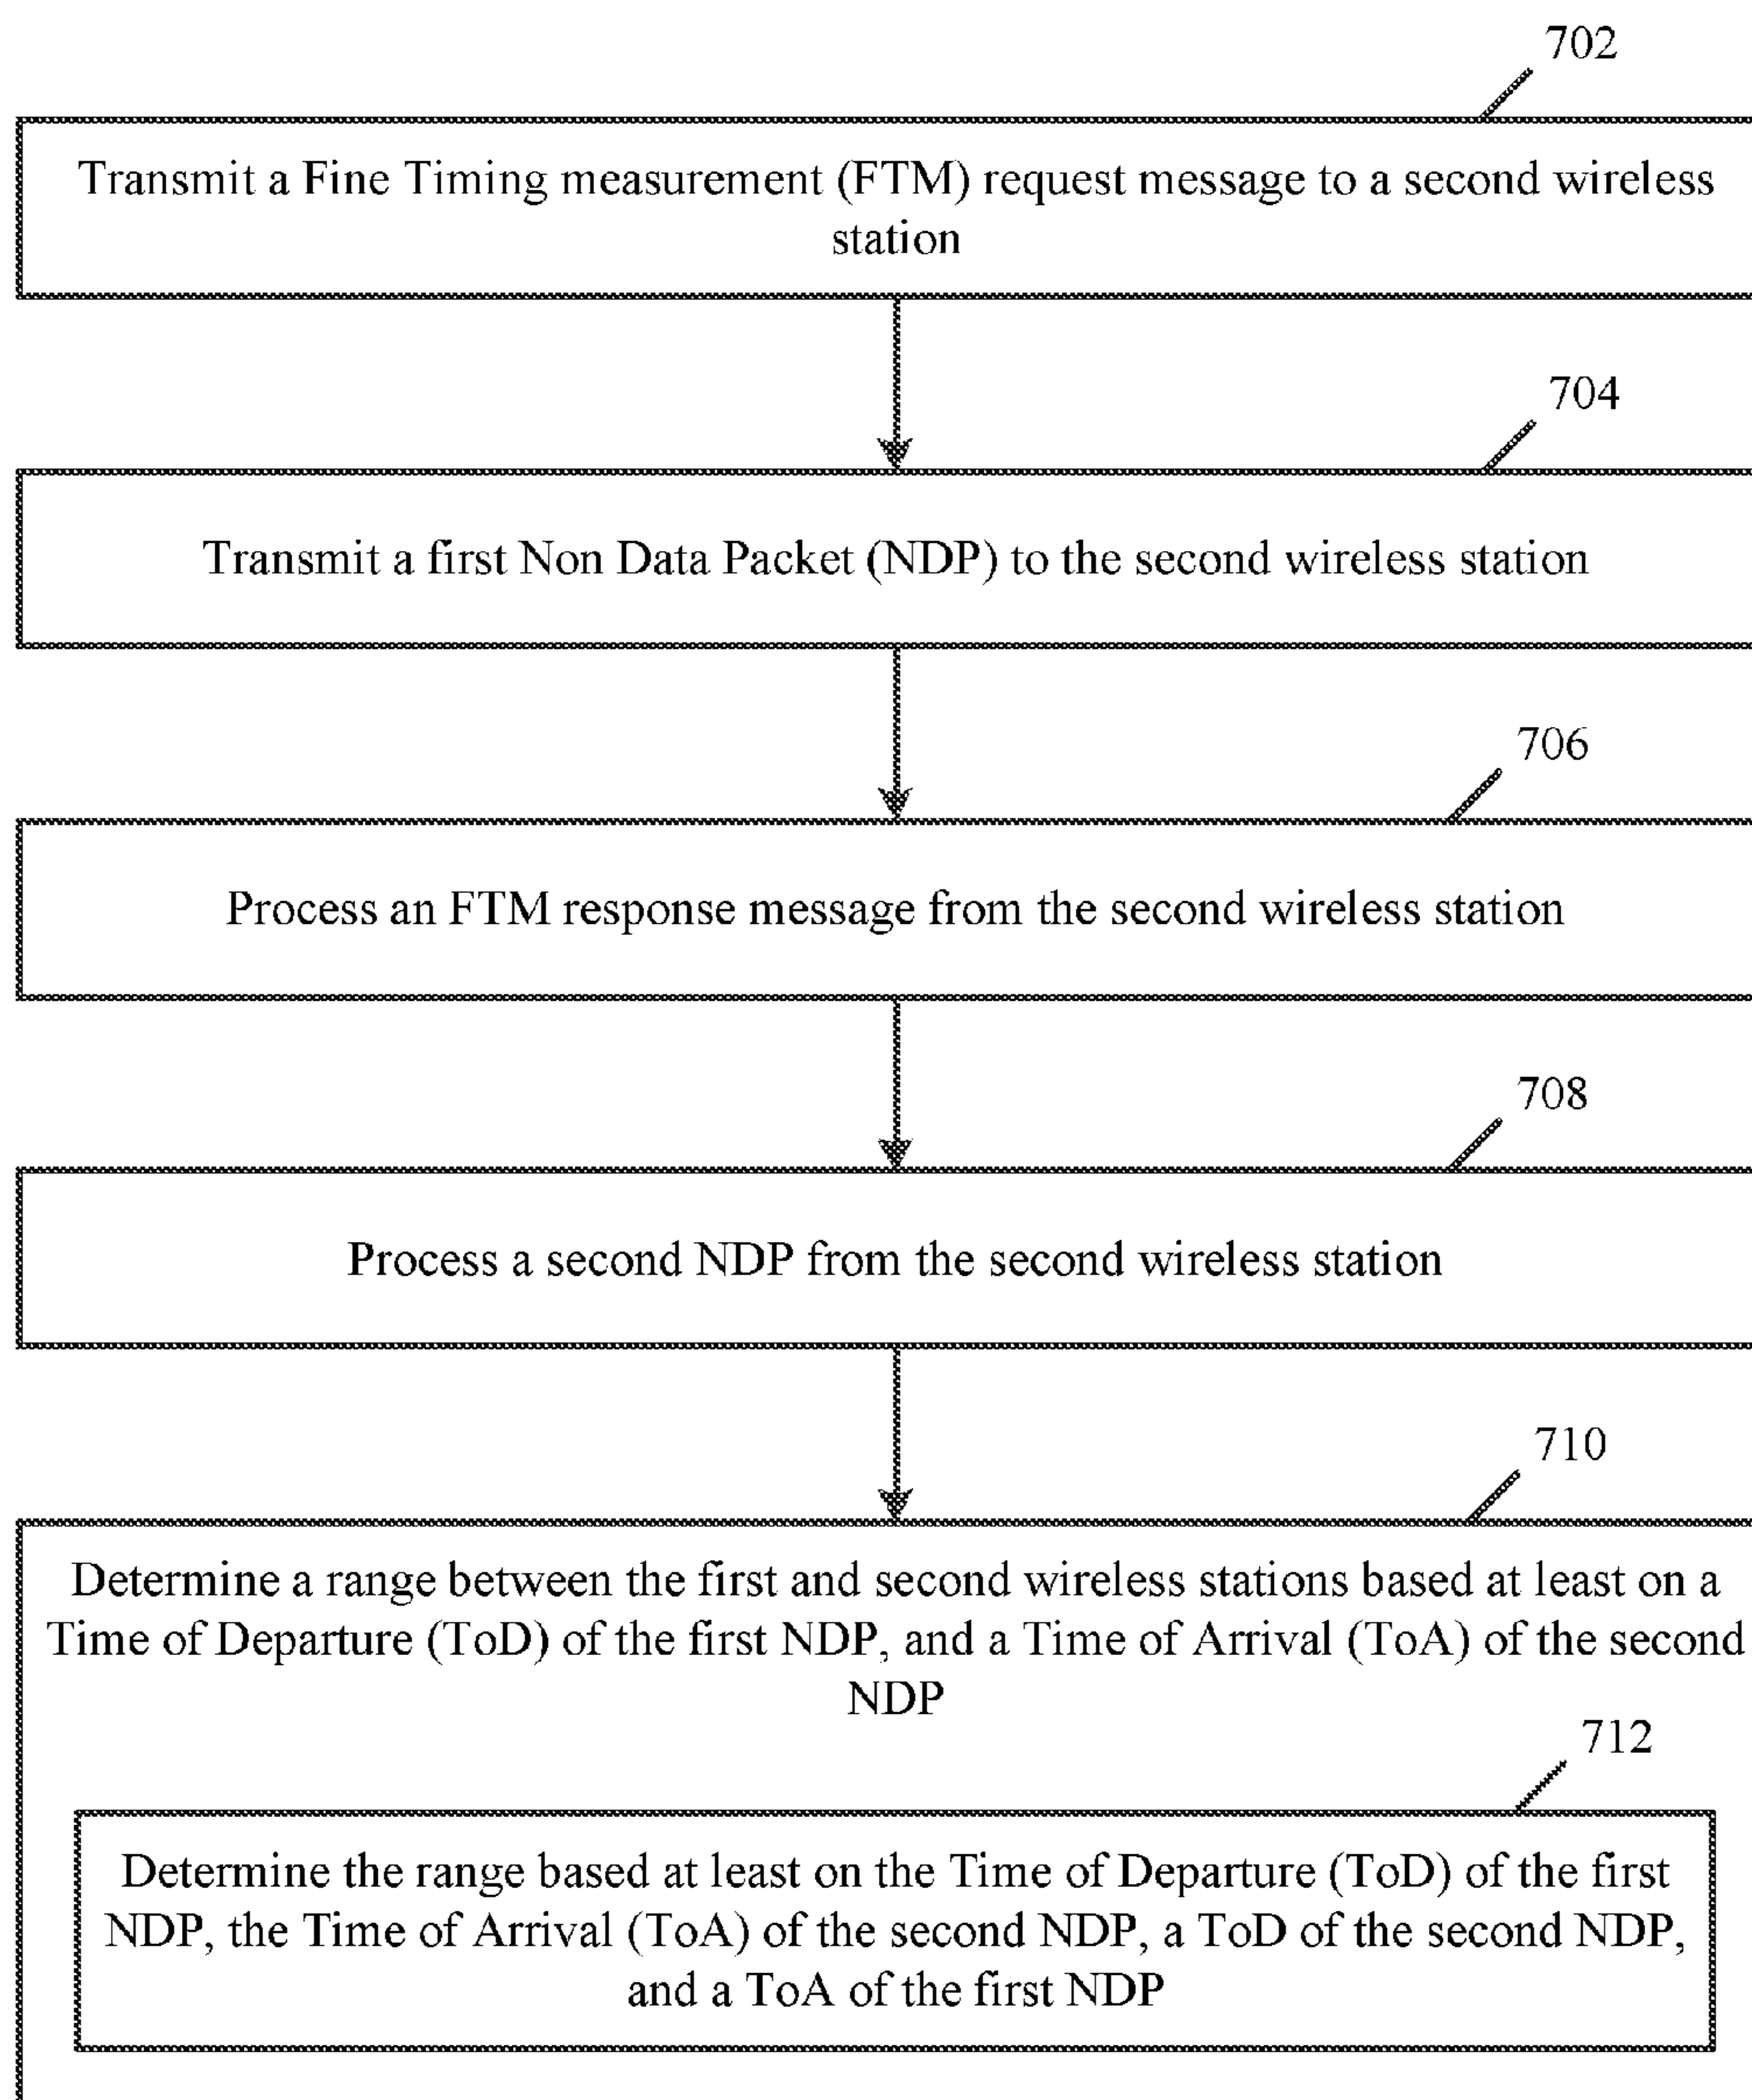 702
Transmit a Fine Timing measurement (FTM) request message to a second wireless
station
704
Transmit a first Non Data Packet (NDP) to the second wireless station
706
Process an FTM response message from the second wireless station
708
Process a second NDP from the second wireless station
710
Determine a range between the first and second wireless stations based at least on a
Time of Departure (ToD) of the first NDP, and a Time of Arrival (ToA) of the second
NDP
712
Determine the range based at least on the Time of Departure (ToD) of the first
NDP, the Time of Arrival (ToA) of the second NDP, a ToD of the second NDP,
and a ToA of the first NDP